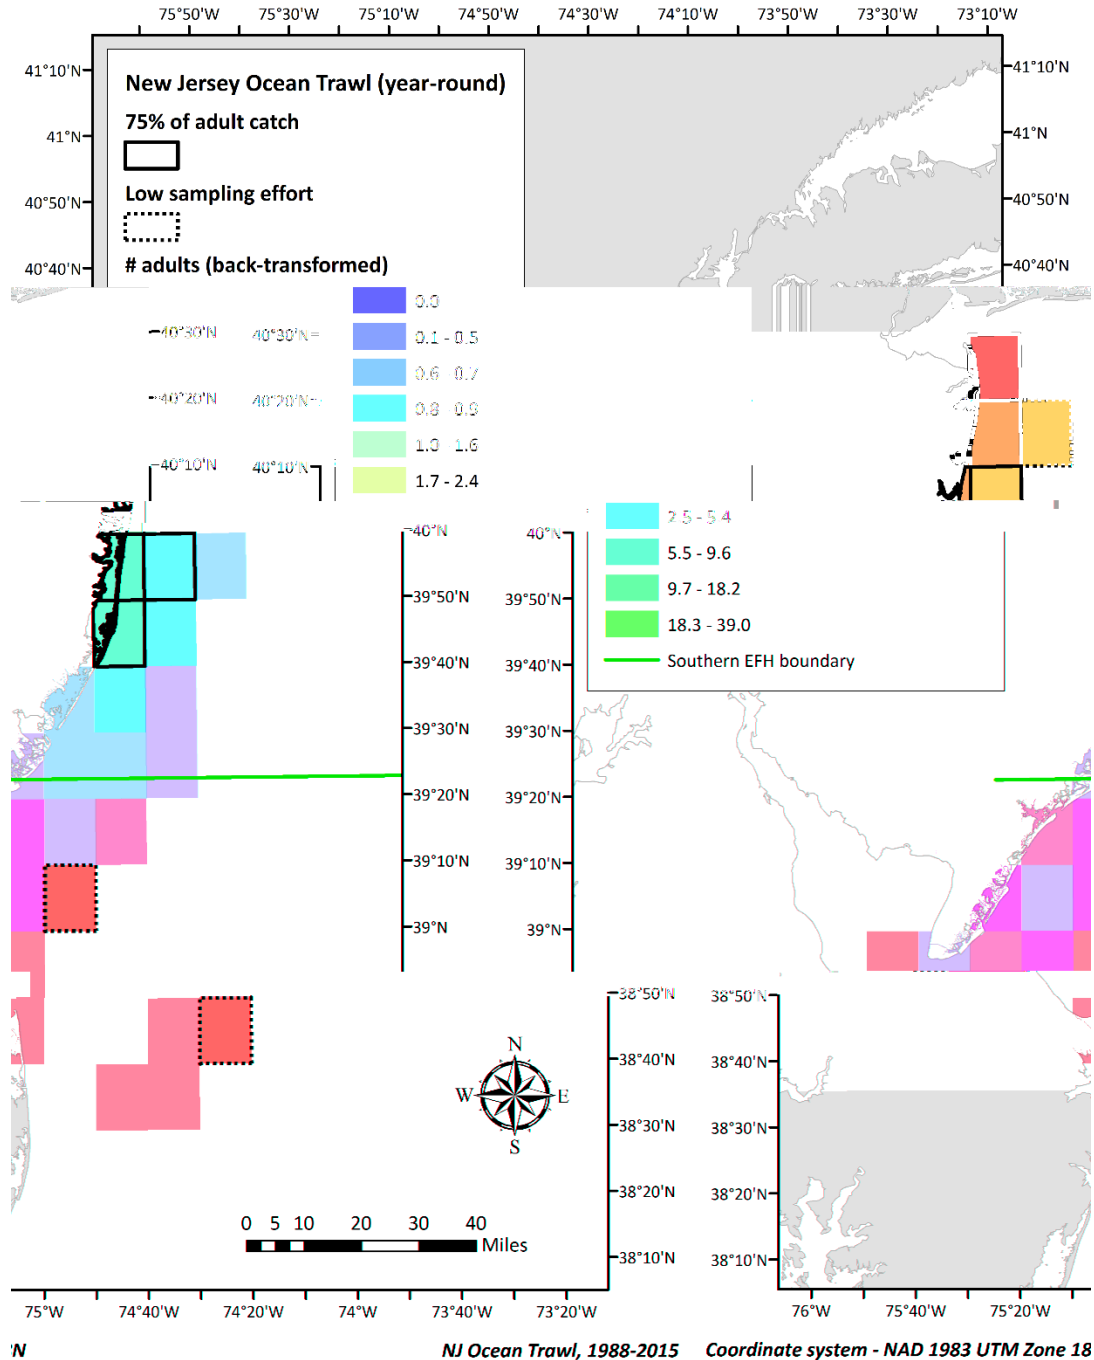 75°50'W 75°30'W 75°10'W 74°50'W 74°30'W 74°10'W 73°50'W 73°30'W 73°10'W
41°10'N
41°N
40°50'N
40°40'N
New Jersey Ocean Trawl (year-round)
75% of adult catch
Low sampling effort
# adults (back-transformed)
41°10'N
41°N
40°50'N
40°40'N
40°30'N 40°30'N
40°20'N 40°20'N
40°10'N 40°10'N
0.0
0.1 - 0.5
0.6 - 0.7
0.8 - 0.9
1.0 - 1.6
1.7 - 2.4
40°N
39°50'N
39°40'N
39°30'N
39°20'N
39°10'N
39°N
40°N
39°50'N
39°40'N
39°30'N
39°20'N
39°10'N
39°N
2.5 - 5.4
5.5 - 9.6
9.7 - 18.2
18.3 - 39.0
Southern EFH boundary
38°50'N 38°50'N
38°40'N 38°40'N
38°30'N 38°30'N
38°20'N 38°20'N
38°10'N 38°10'N
N
W E
S
0 5 10 20 30 40
Miles
75°W 74°40'W 74°20'W 74°W 73°40'W 73°20'W 76°W 75°40'W 75°20'W
N NJ Ocean Trawl, 1988-2015 Coordinate system - NAD 1983 UTM Zone 18